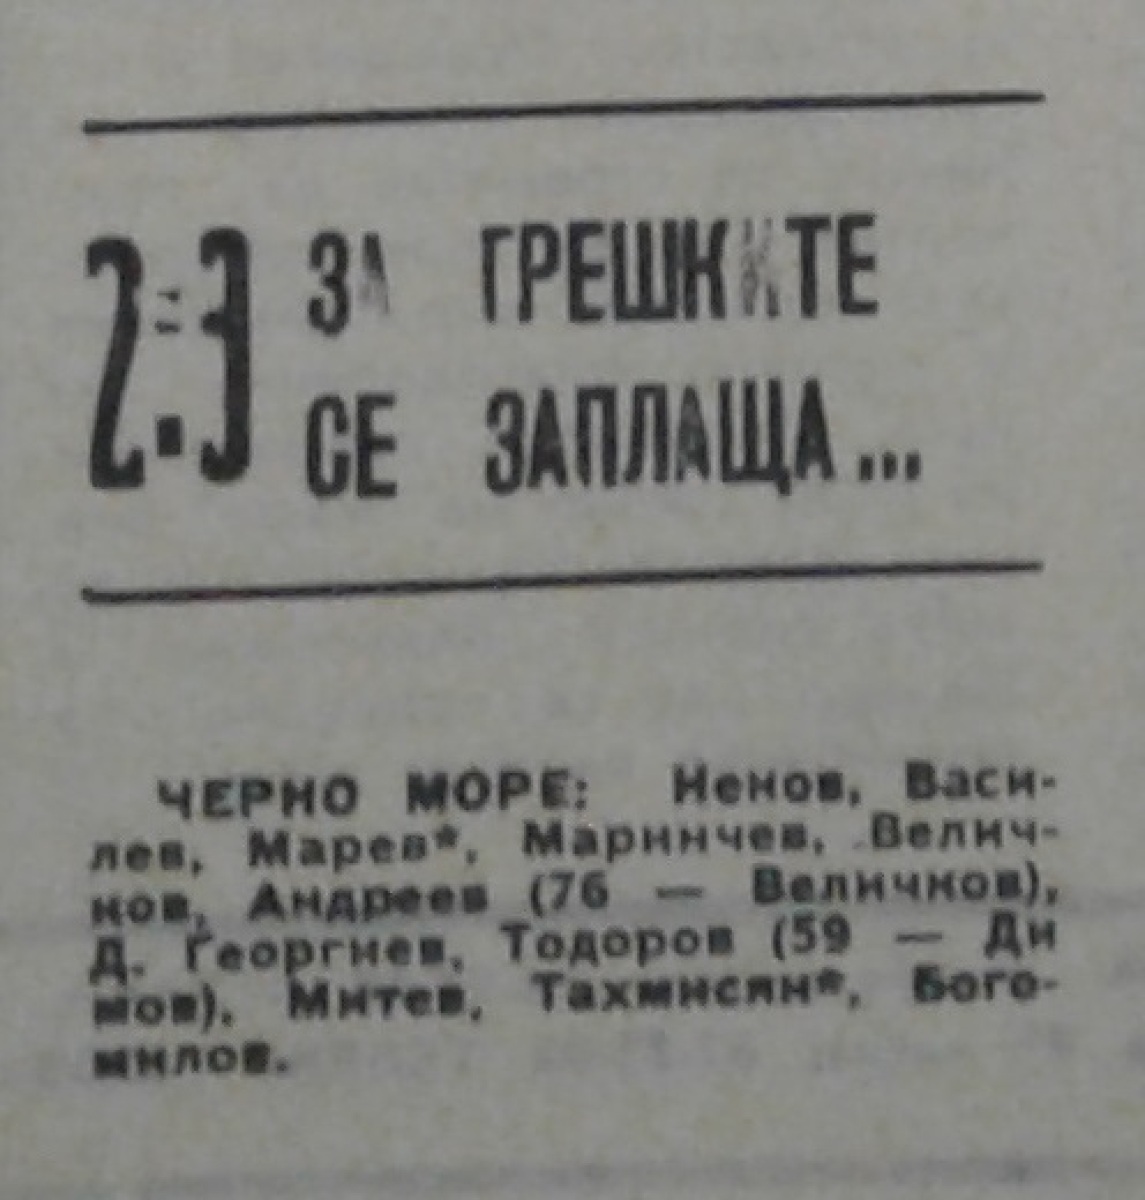 2:3 ЗА ГРЕШКИТЕ
СЕ ЗАПЛАЩА...
ЧЕРНО МОРЕ: Ненов, Васи-
лев, Марев*, Маринчев, Велич-
ков, Андреев (76 — Величков),
Д. Георгиев, Тодоров (59 — Ди
мов), Митев, Тахмисян*, Бого-
милов.